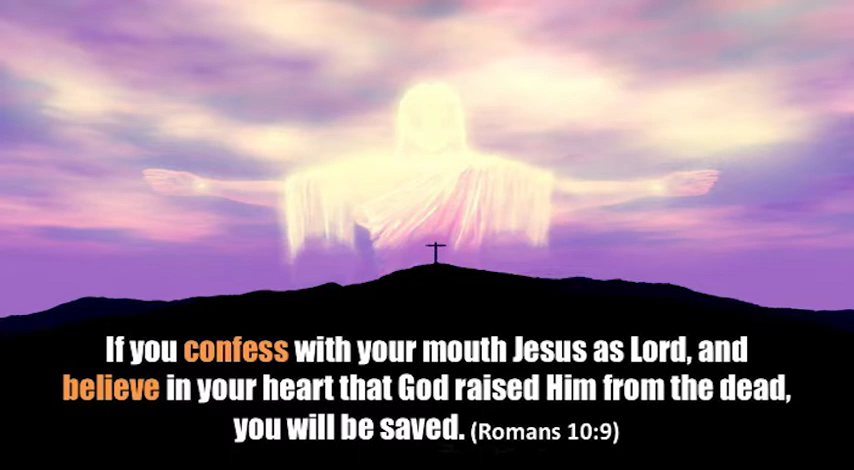 If you confess with your mouth Jesus as Lord, and
believe in your heart that God raised Him from the dead,
you will be saved. (Romans 10:9)